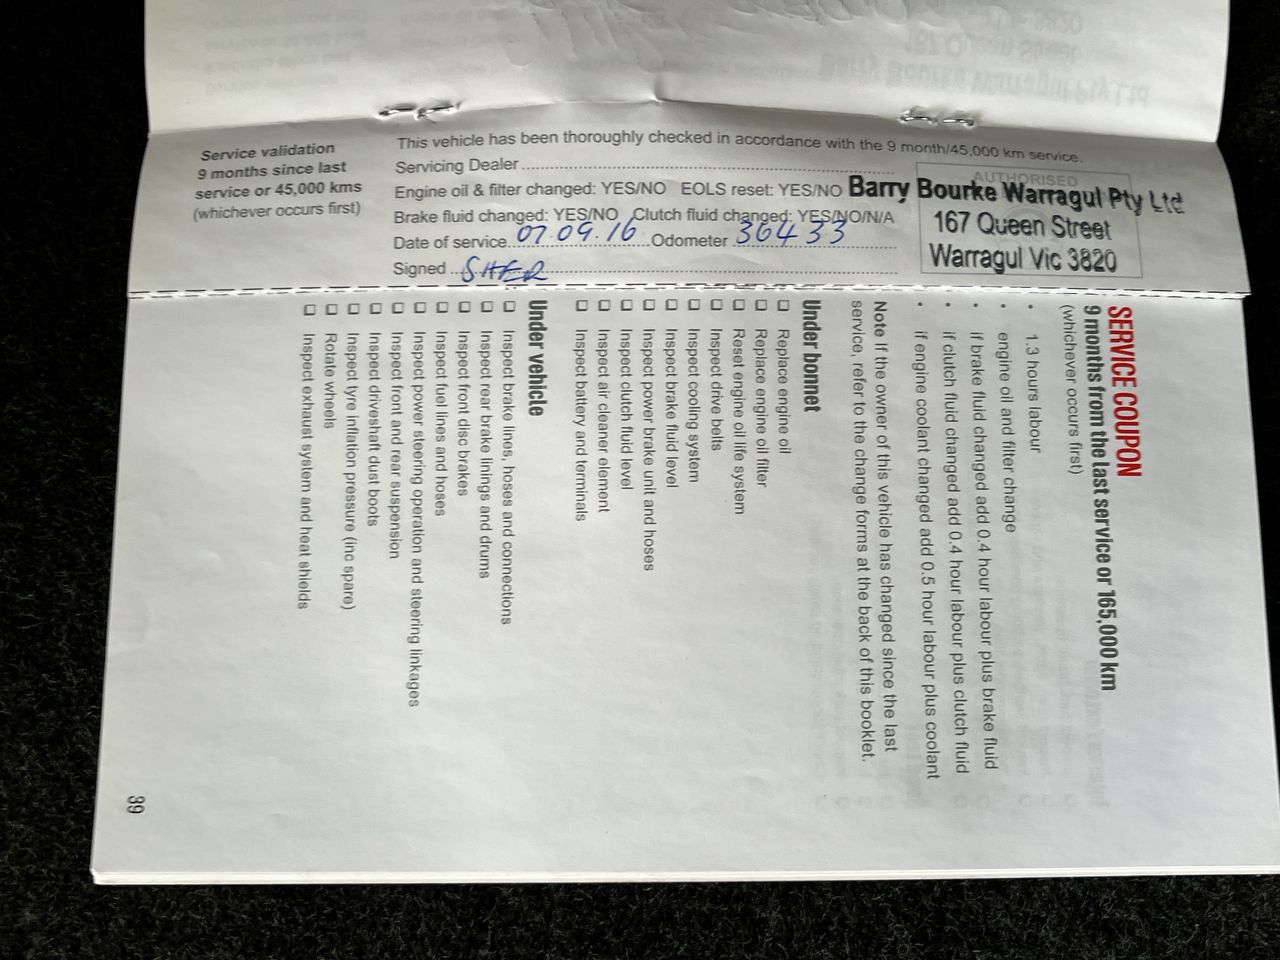 Service validation
9 months since last
service or 45,000 kms
(whichever occurs first)
This vehicle has been thoroughly checked in accordance with the 9 month/45,000 km service.
Servicing Dealer
Engine oil & filter changed: YES/NO EOLS reset: YES/NO
Brake fluid changed: YES/NO Clutch fluid changed: YES/NO/N/A
Date of service 07.09.16 Odometer 36433
Signed SHER
AUTHORISED
Barry Bourke Warragul Pty Ltd
167 Queen Street
Warragul Vic 3820
SERVICE COUPON
9 months from the last service or 165,000 km
(whichever occurs first)
• 1.3 hours labour
• engine oil and filter change
• if brake fluid changed add 0.4 hour labour plus brake fluid
• if clutch fluid changed add 0.4 hour labour plus clutch fluid
• if engine coolant changed add 0.5 hour labour plus coolant
Note If the owner of this vehicle has changed since the last
service, refer to the change forms at the back of this booklet.
Under bonnet
☐ Replace engine oil
☐ Replace engine oil filter
☐ Reset engine oil life system
☐ Inspect drive belts
☐ Inspect cooling system
☐ Inspect brake fluid level
☐ Inspect power brake unit and hoses
☐ Inspect clutch fluid level
☐ Inspect air cleaner element
☐ Inspect battery and terminals
Under vehicle
☐ Inspect brake lines, hoses and connections
☐ Inspect rear brake linings and drums
☐ Inspect front disc brakes
☐ Inspect fuel lines and hoses
☐ Inspect power steering operation and steering linkages
☐ Inspect front and rear suspension
☐ Inspect driveshaft dust boots
☐ Inspect tyre inflation pressure (inc spare)
☐ Rotate wheels
☐ Inspect exhaust system and heat shields
39